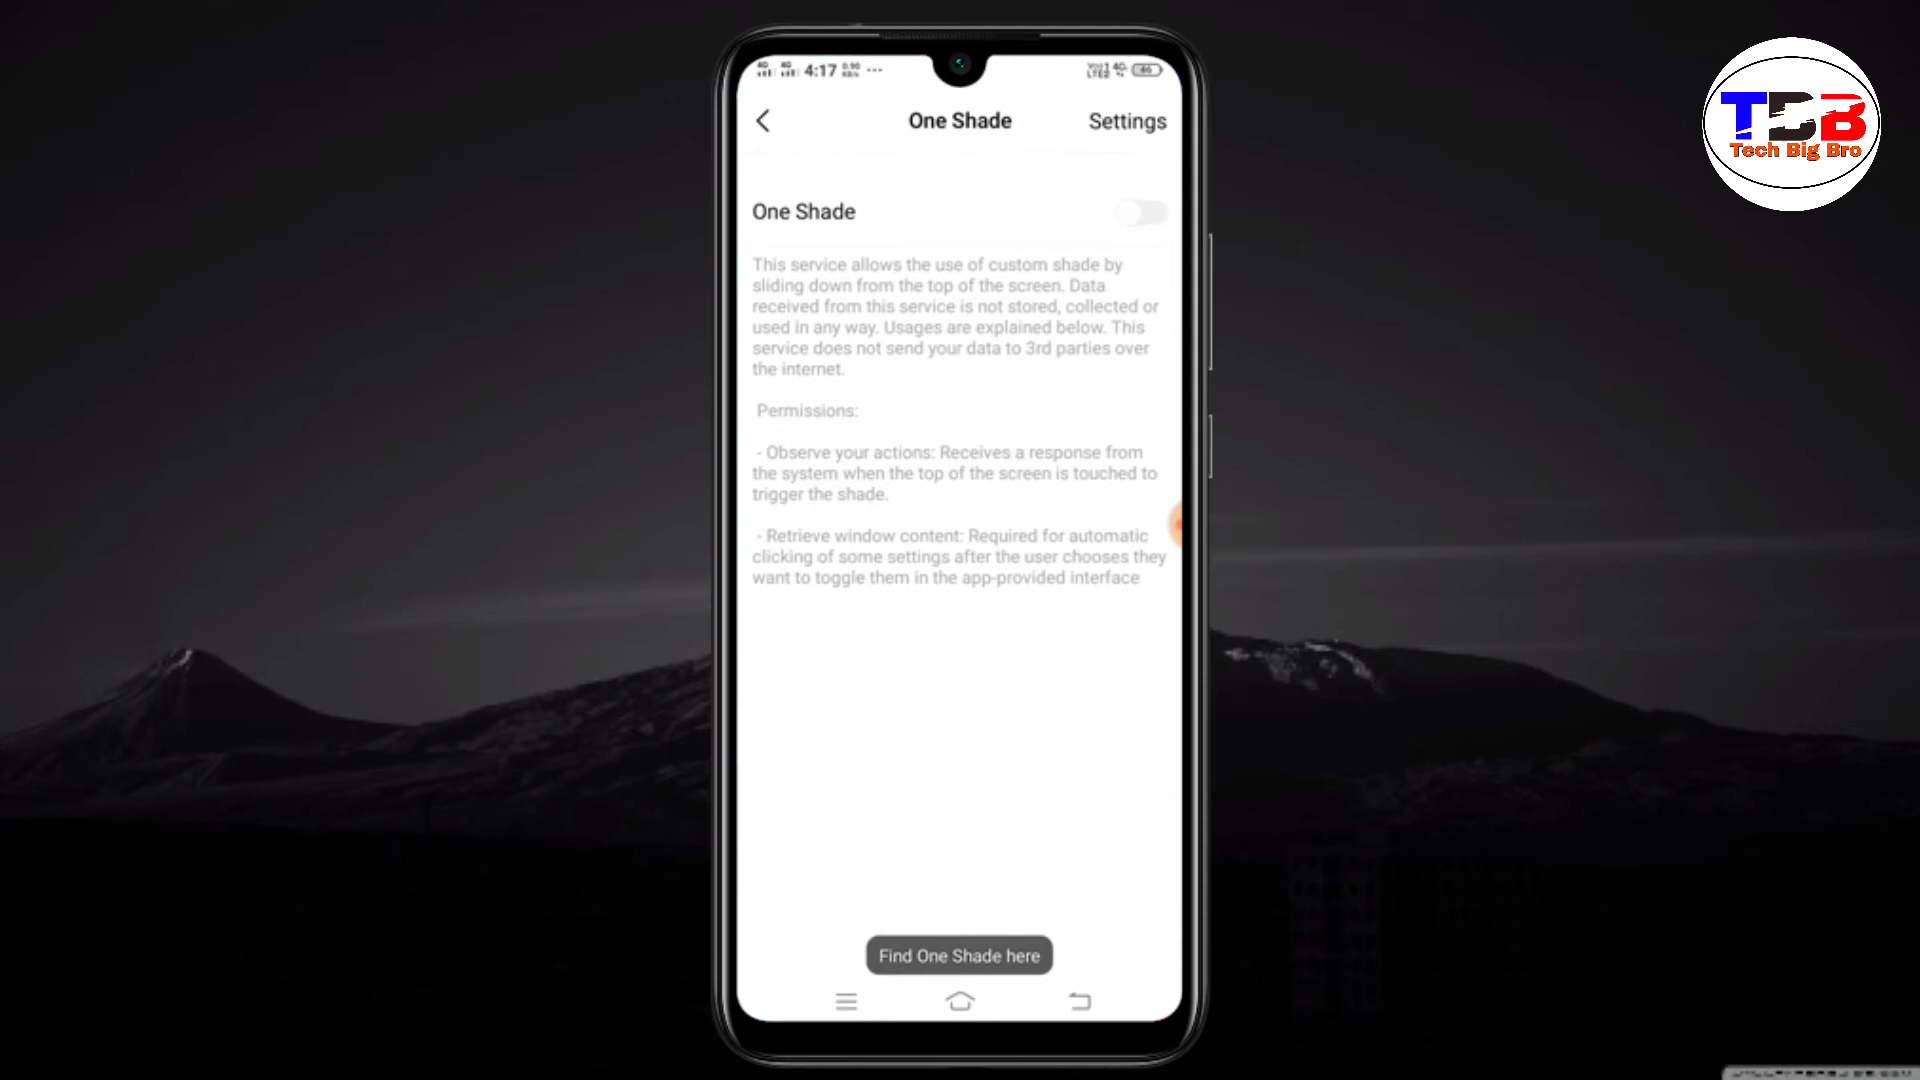 4:17
One Shade
Settings
One Shade
This service allows the use of custom shade by
sliding down from the top of the screen. Data
received from this service is not stored, collected or
used in any way. Usages are explained below. This
service does not send your data to 3rd parties over
the internet.
Permissions:
- Observe your actions: Receives a response from
the system when the top of the screen is touched to
trigger the shade.
- Retrieve window content: Required for automatic
clicking of some settings after the user chooses they
want to toggle them in the app-provided interface
Find One Shade here
TBB
Tech Big Bro